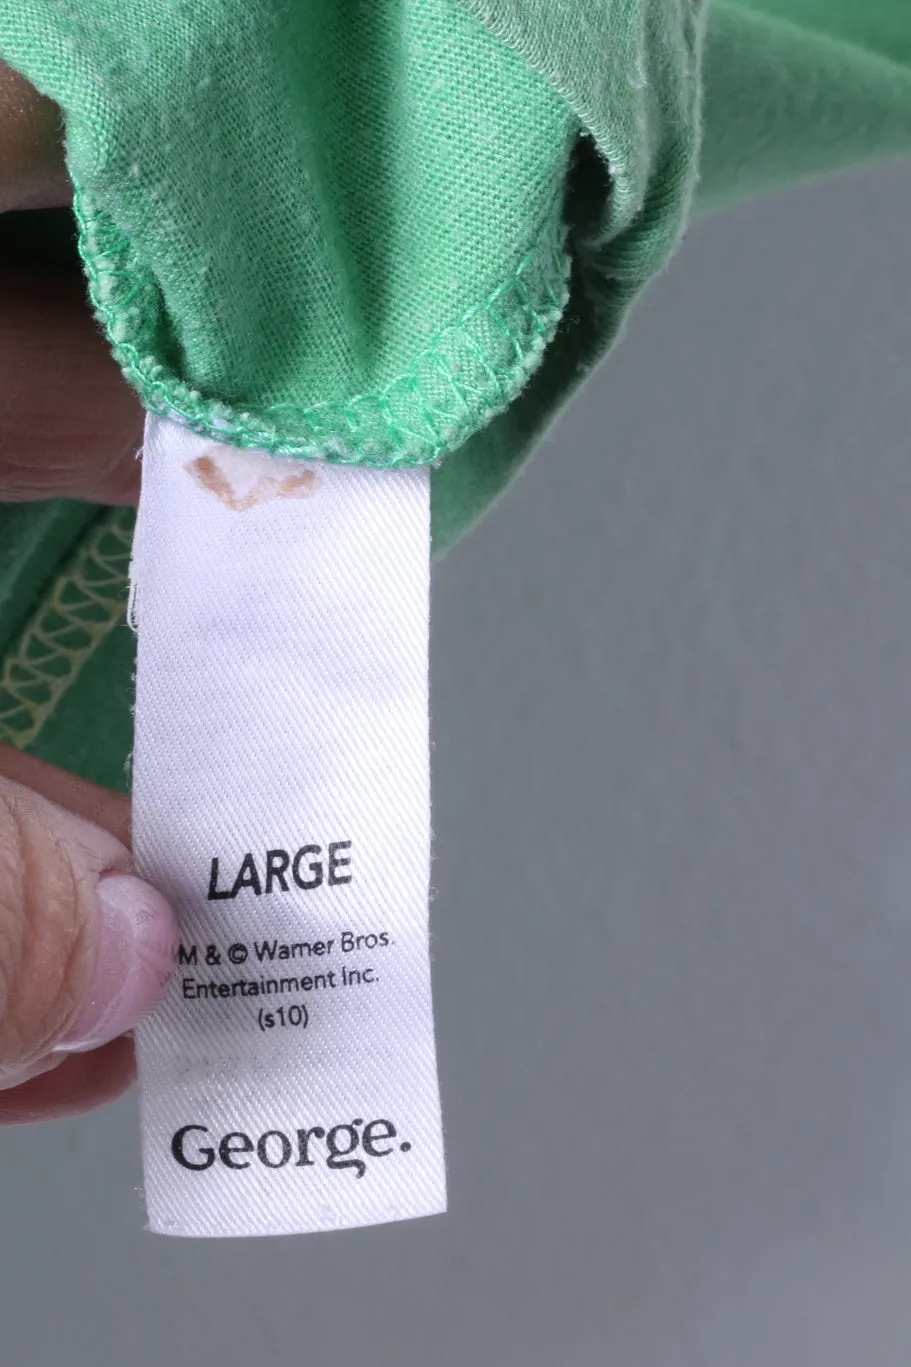 LARGE
M & © Warner Bros.
Entertainment Inc.
(s10)
George.